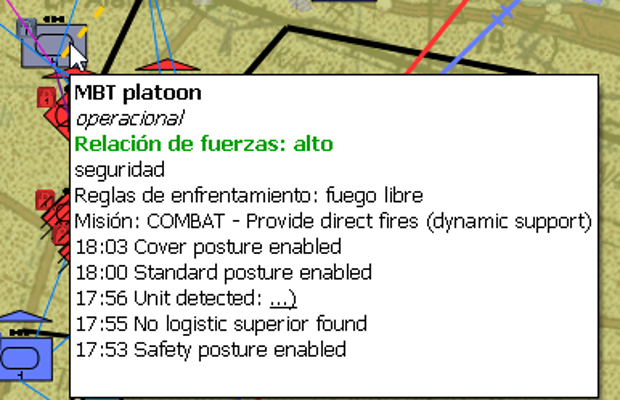 MBT platoon
operacional
Relación de fuerzas: alto
seguridad
Reglas de enfrentamiento: fuego libre
Misión: COMBAT - Provide direct fires (dynamic support)
18:03 Cover posture enabled
18:00 Standard posture enabled
17:56 Unit detected: ...)
17:55 No logistic superior found
17:53 Safety posture enabled